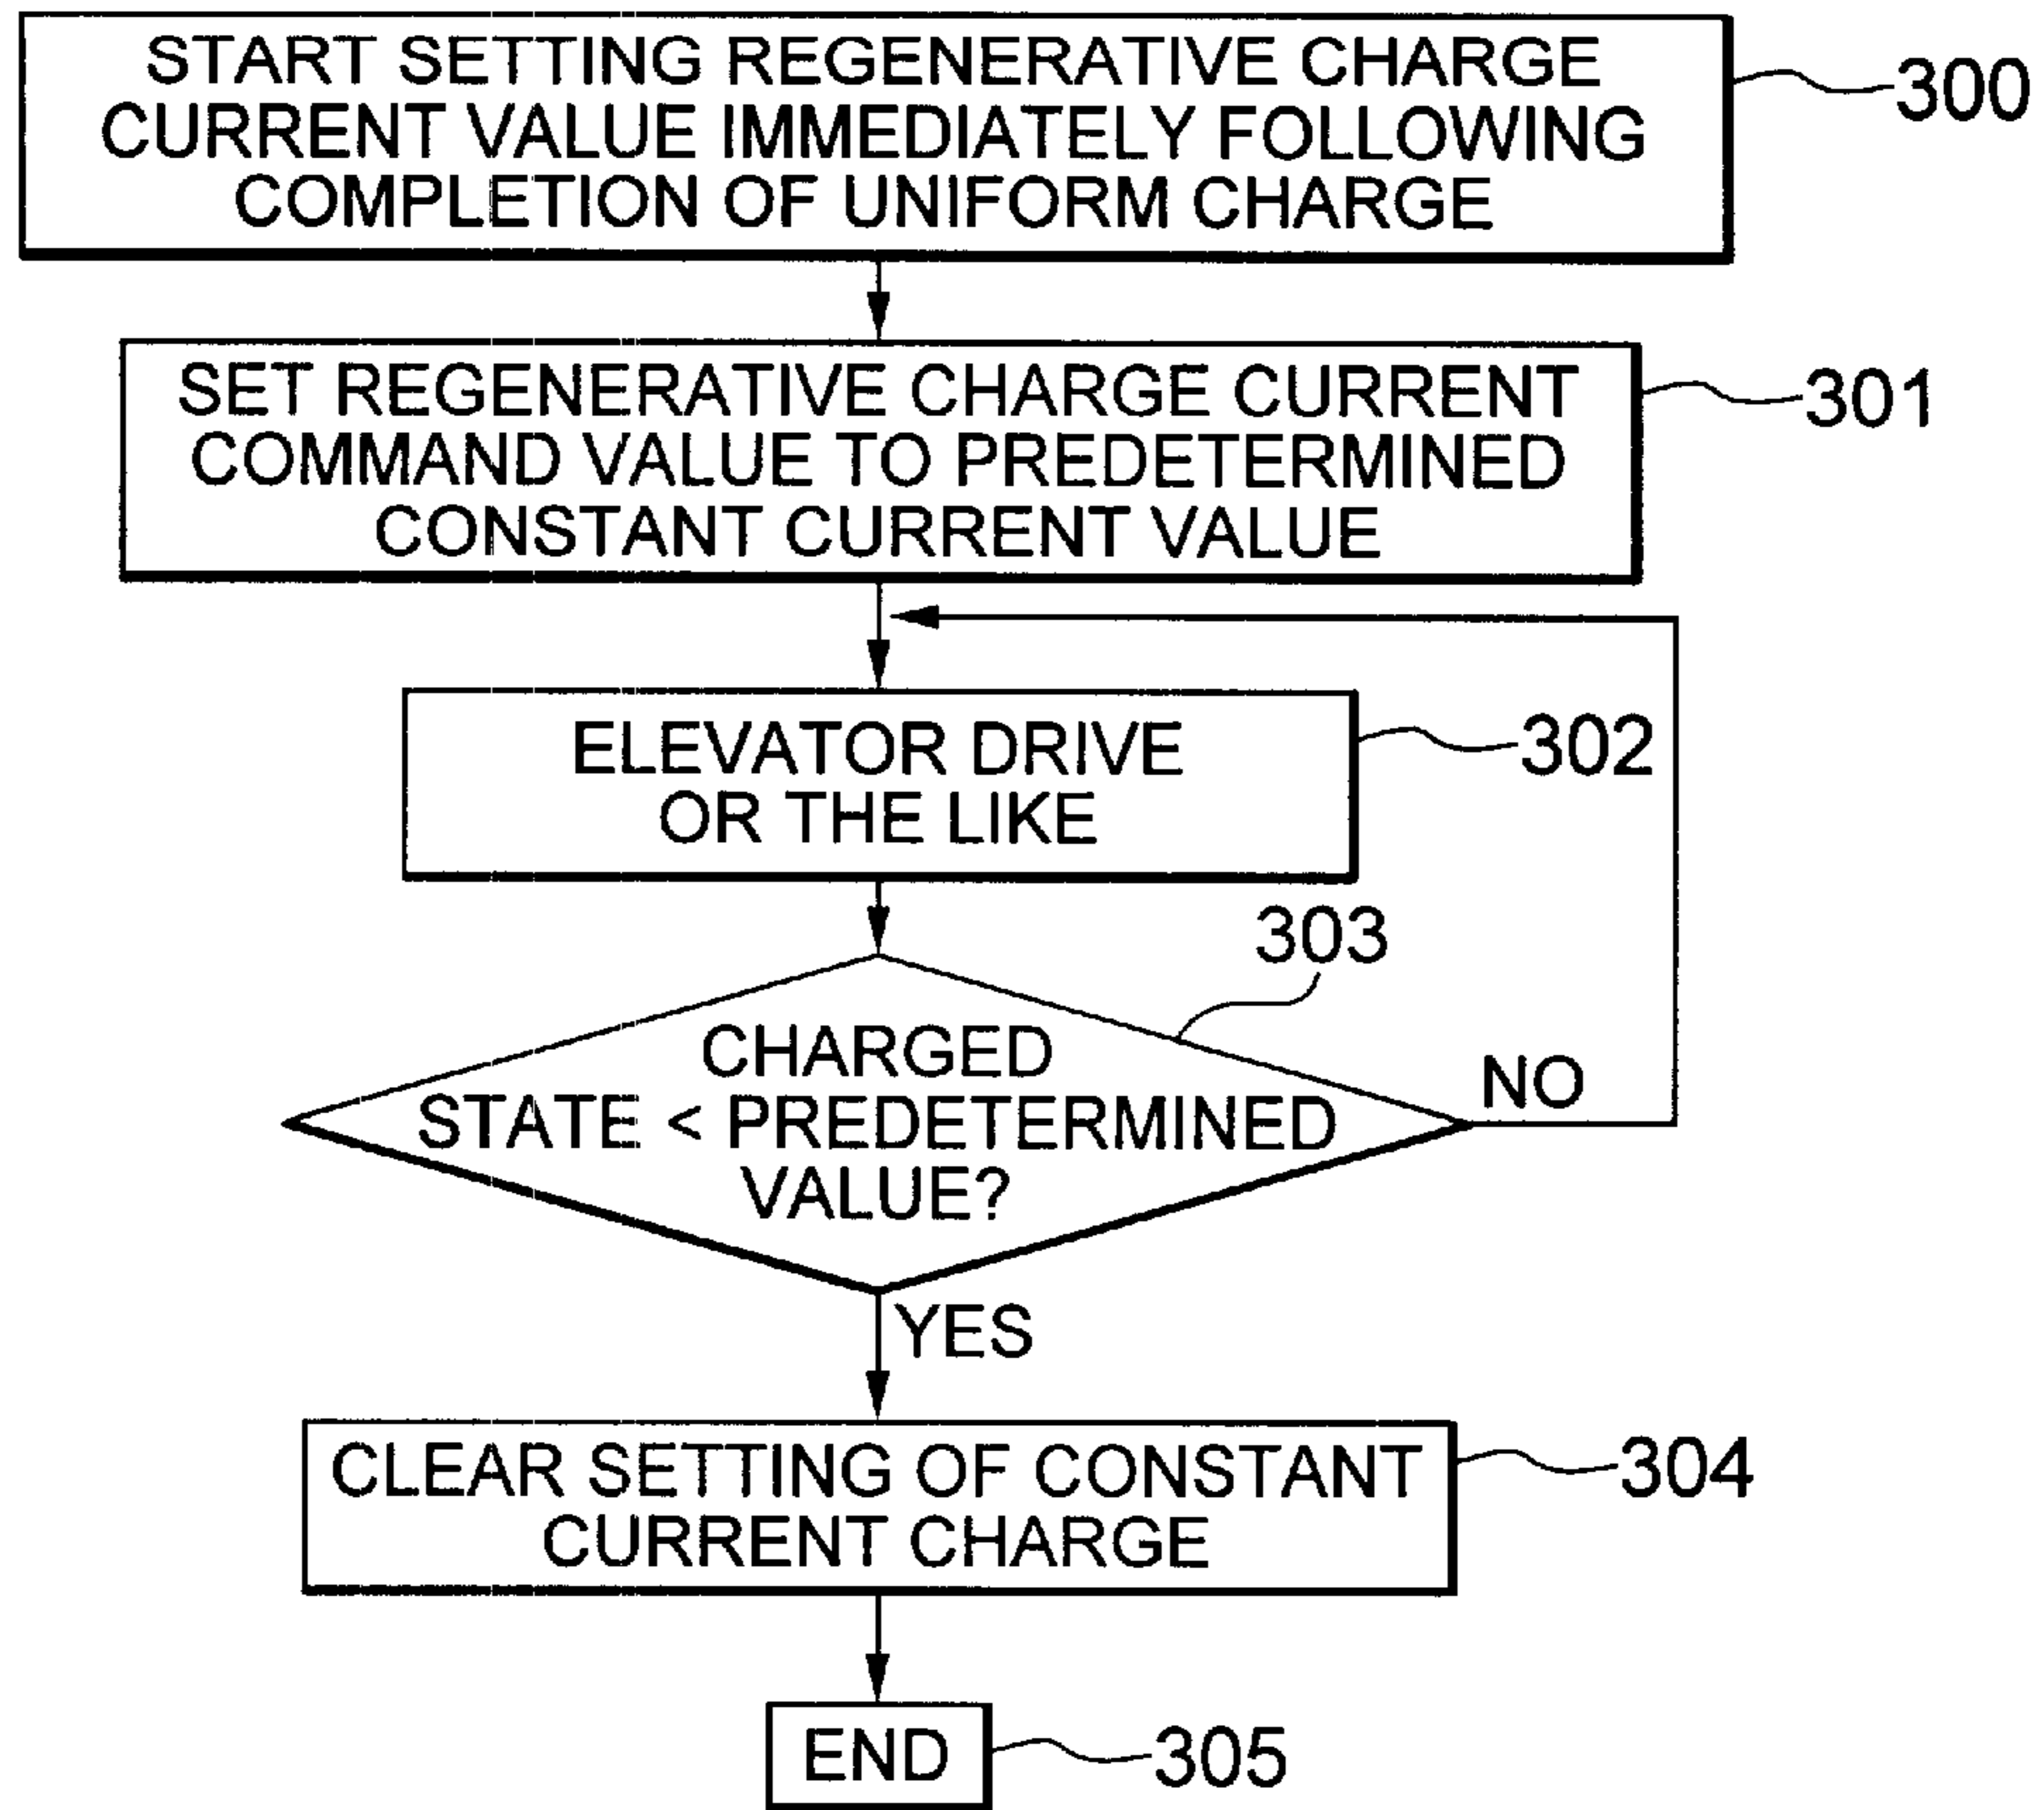 START SETTING REGENERATIVE CHARGE
CURRENT VALUE IMMEDIATELY FOLLOWING
COMPLETION OF UNIFORM CHARGE
300
SET REGENERATIVE CHARGE CURRENT
COMMAND VALUE TO PREDETERMINED
CONSTANT CURRENT VALUE
301
ELEVATOR DRIVE
OR THE LIKE
302
303
CHARGED
STATE < PREDETERMINED
VALUE?
NO
YES
CLEAR SETTING OF CONSTANT
CURRENT CHARGE
304
END
305